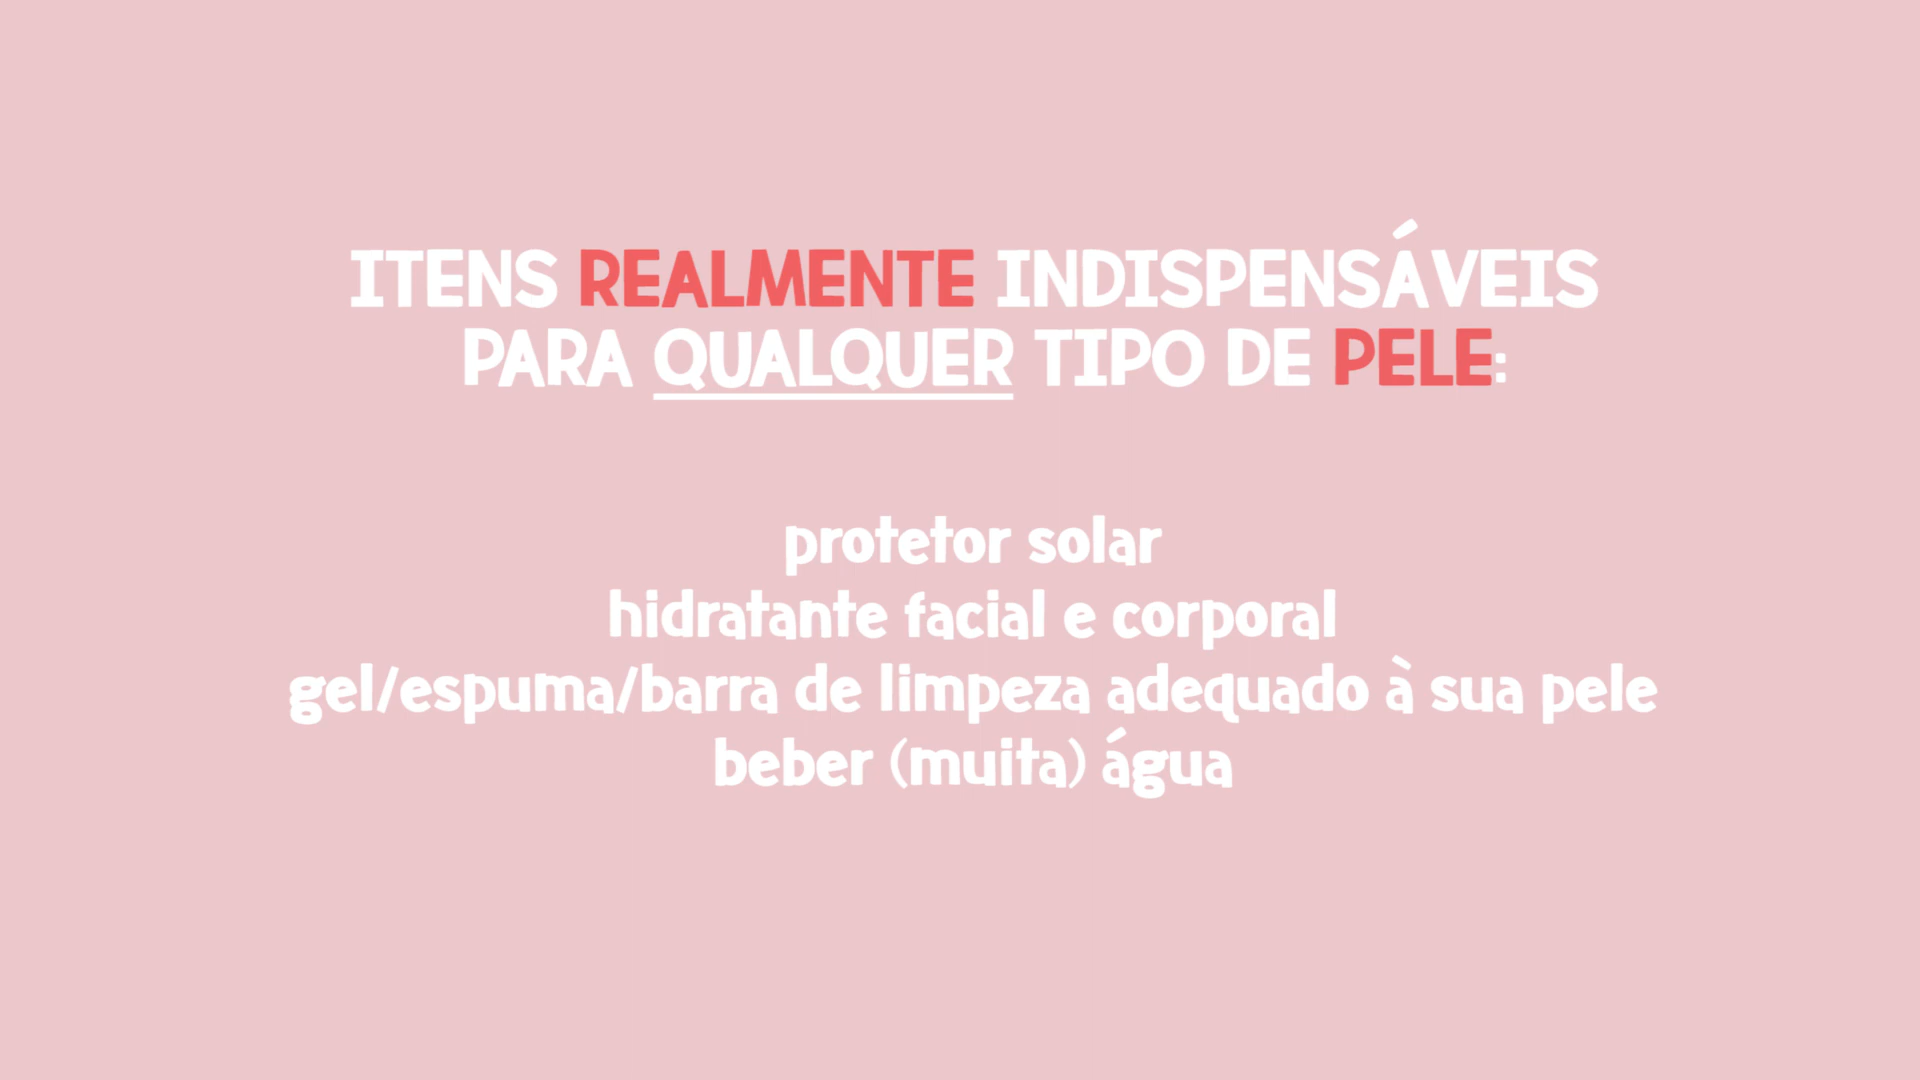 ITENS REALMENTE INDISPENSÁVEIS
PARA QUALQUER TIPO DE PELE:
protetor solar
hidratante facial e corporal
gel/espuma/barra de limpeza adequado à sua pele
beber (muita) água